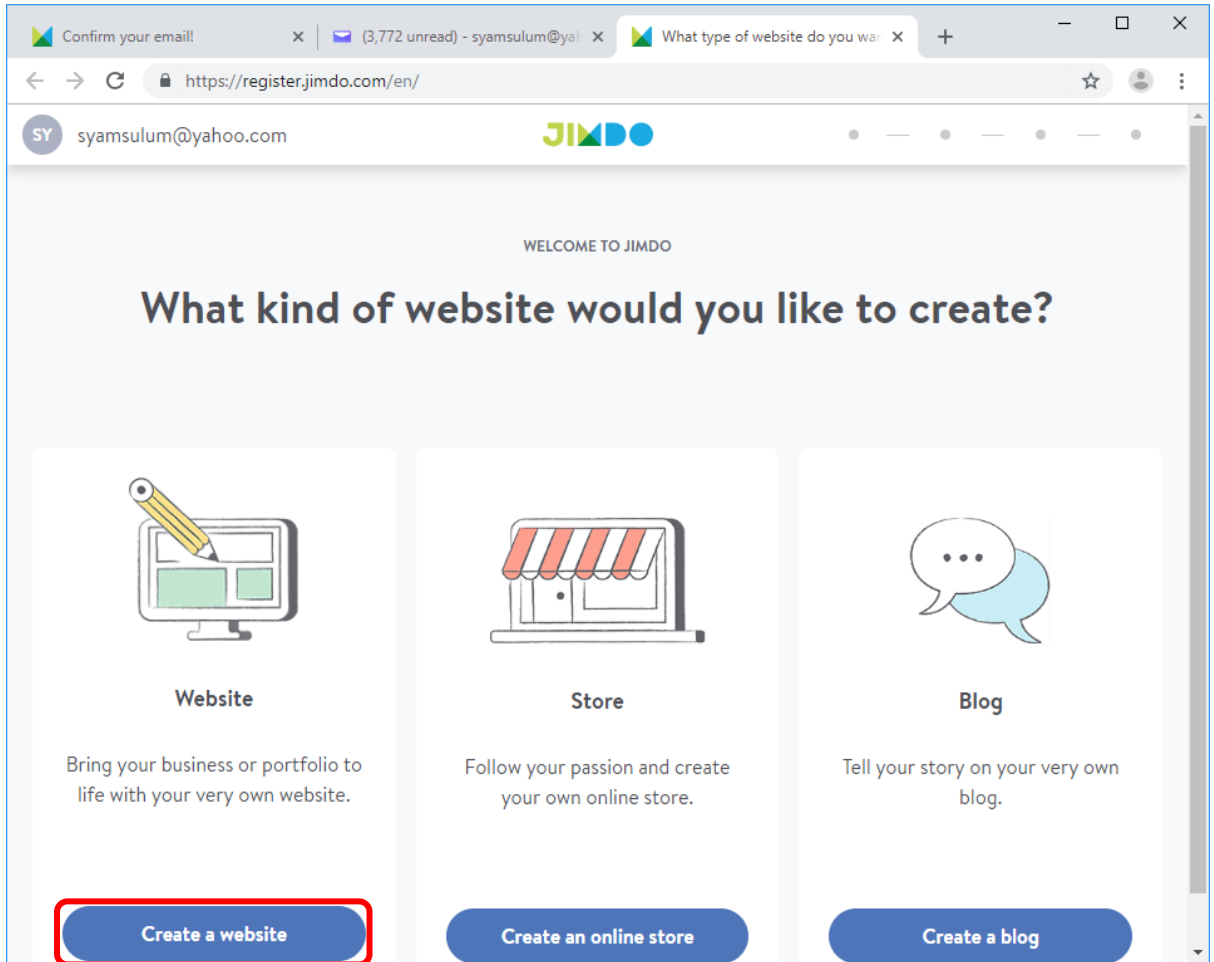 Confirm your email!
(3,772 unread) - syamsulum@yah
What type of website do you wan
https://register.jimdo.com/en/
SY
syamsulum@yahoo.com
JIMDO
WELCOME TO JIMDO
What kind of website would you like to create?
Website
Store
Blog
Bring your business or portfolio to
life with your very own website.
Follow your passion and create
your own online store.
Tell your story on your very own
blog.
Create a website
Create an online store
Create a blog